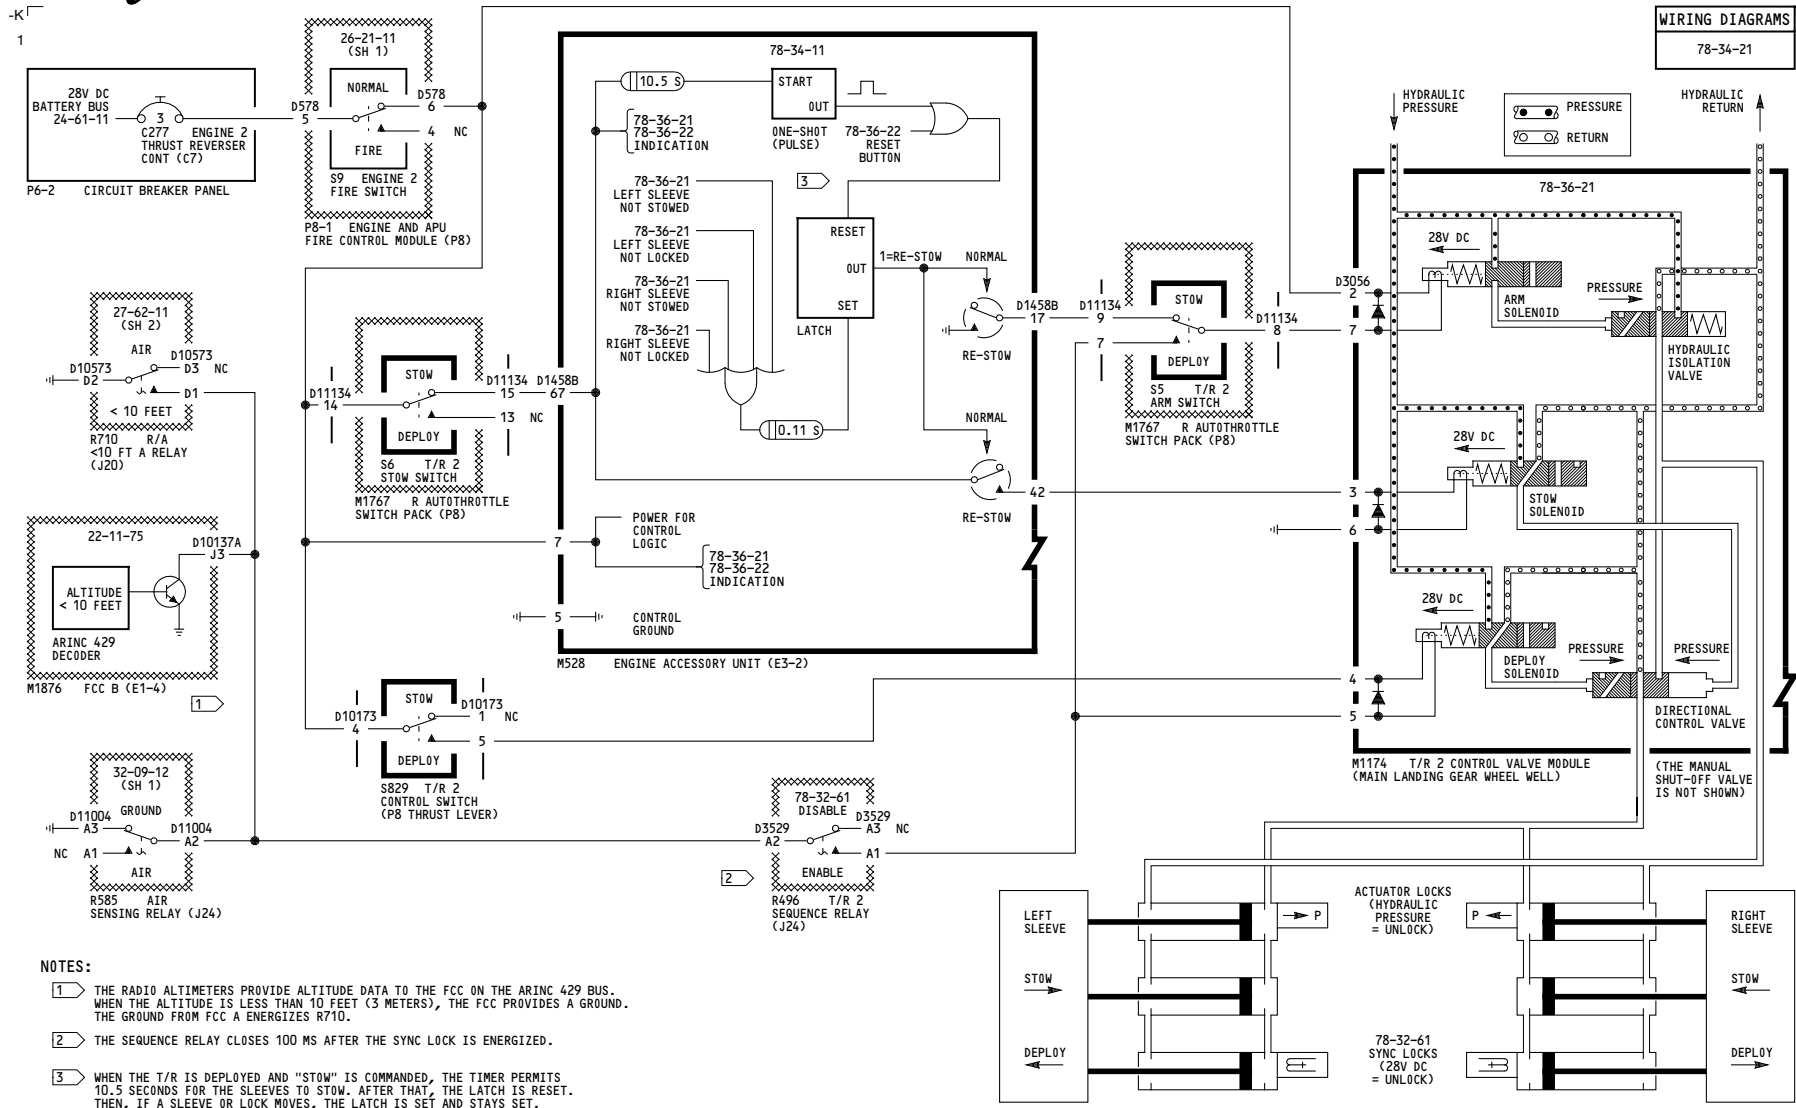 -K
1
WIRING DIAGRAMS
78-34-21
28V DC
BATTERY BUS
24-61-11
3
C277 ENGINE 2
THRUST REVERSER
CONT (C7)
P6-2 CIRCUIT BREAKER PANEL
26-21-11
(SH 1)
NORMAL
D578
5
D578
6
4 NC
FIRE
S9 ENGINE 2
FIRE SWITCH
P8-1 ENGINE AND APU
FIRE CONTROL MODULE (P8)
27-62-11
(SH 2)
AIR
D10573
D2
D10573
D3 NC
D1
< 10 FEET
R710 R/A
<10 FT A RELAY
(J20)
22-11-75
D10137A
J3
ALTITUDE
< 10 FEET
ARINC 429
DECODER
M1876 FCC B (E1-4)
1
32-09-12
(SH 1)
D11004
A3
GROUND
D11004
A2
NC A1
AIR
R585 AIR
SENSING RELAY (J24)
STOW
D11134
14
D11134
15
13 NC
DEPLOY
S6 T/R 2
STOW SWITCH
M1767 R AUTOTHROTTLE
SWITCH PACK (P8)
D1458B
67
7
5
STOW
D10173
4
D10173
1 NC
5
DEPLOY
S829 T/R 2
CONTROL SWITCH
(P8 THRUST LEVER)
78-34-11
10.5 S
START
OUT
ONE-SHOT
(PULSE)
78-36-21
78-36-22
INDICATION
78-36-22
RESET
BUTTON
78-36-21
LEFT SLEEVE
NOT STOWED
78-36-21
LEFT SLEEVE
NOT LOCKED
78-36-21
RIGHT SLEEVE
NOT STOWED
78-36-21
RIGHT SLEEVE
NOT LOCKED
3
RESET
OUT
SET
LATCH
1=RE-STOW
NORMAL
RE-STOW
0.11 S
NORMAL
RE-STOW
POWER FOR
CONTROL
LOGIC
78-36-21
78-36-22
INDICATION
CONTROL
GROUND
M528 ENGINE ACCESSORY UNIT (E3-2)
D1458B
17
42
D11134
9
7
STOW
DEPLOY
D11134
8
S5 T/R 2
ARM SWITCH
M1767 R AUTOTHROTTLE
SWITCH PACK (P8)
78-32-61
DISABLE
D3529
A2
D3529
A3 NC
A1
ENABLE
2
R496 T/R 2
SEQUENCE RELAY
(J24)
HYDRAULIC
PRESSURE
PRESSURE
RETURN
HYDRAULIC
RETURN
78-36-21
D3056
2
7
3
6
4
5
28V DC
ARM
SOLENOID
PRESSURE
HYDRAULIC
ISOLATION
VALVE
28V DC
STOW
SOLENOID
28V DC
DEPLOY
SOLENOID
PRESSURE
PRESSURE
DIRECTIONAL
CONTROL VALVE
M1174 T/R 2 CONTROL VALVE MODULE
(MAIN LANDING GEAR WHEEL WELL)
(THE MANUAL
SHUT-OFF VALVE
IS NOT SHOWN)
LEFT
SLEEVE
STOW
DEPLOY
P
ACTUATOR LOCKS
(HYDRAULIC
PRESSURE
= UNLOCK)
P
78-32-61
SYNC LOCKS
(28V DC
= UNLOCK)
RIGHT
SLEEVE
STOW
DEPLOY
NOTES:
1 THE RADIO ALTIMETERS PROVIDE ALTITUDE DATA TO THE FCC ON THE ARINC 429 BUS.
WHEN THE ALTITUDE IS LESS THAN 10 FEET (3 METERS), THE FCC PROVIDES A GROUND.
THE GROUND FROM FCC A ENERGIZES R710.
2 THE SEQUENCE RELAY CLOSES 100 MS AFTER THE SYNC LOCK IS ENERGIZED.
3 WHEN THE T/R IS DEPLOYED AND "STOW" IS COMMANDED, THE TIMER PERMITS
10.5 SECONDS FOR THE SLEEVES TO STOW. AFTER THAT, THE LATCH IS RESET.
THEN, IF A SLEEVE OR LOCK MOVES, THE LATCH IS SET AND STAYS SET.